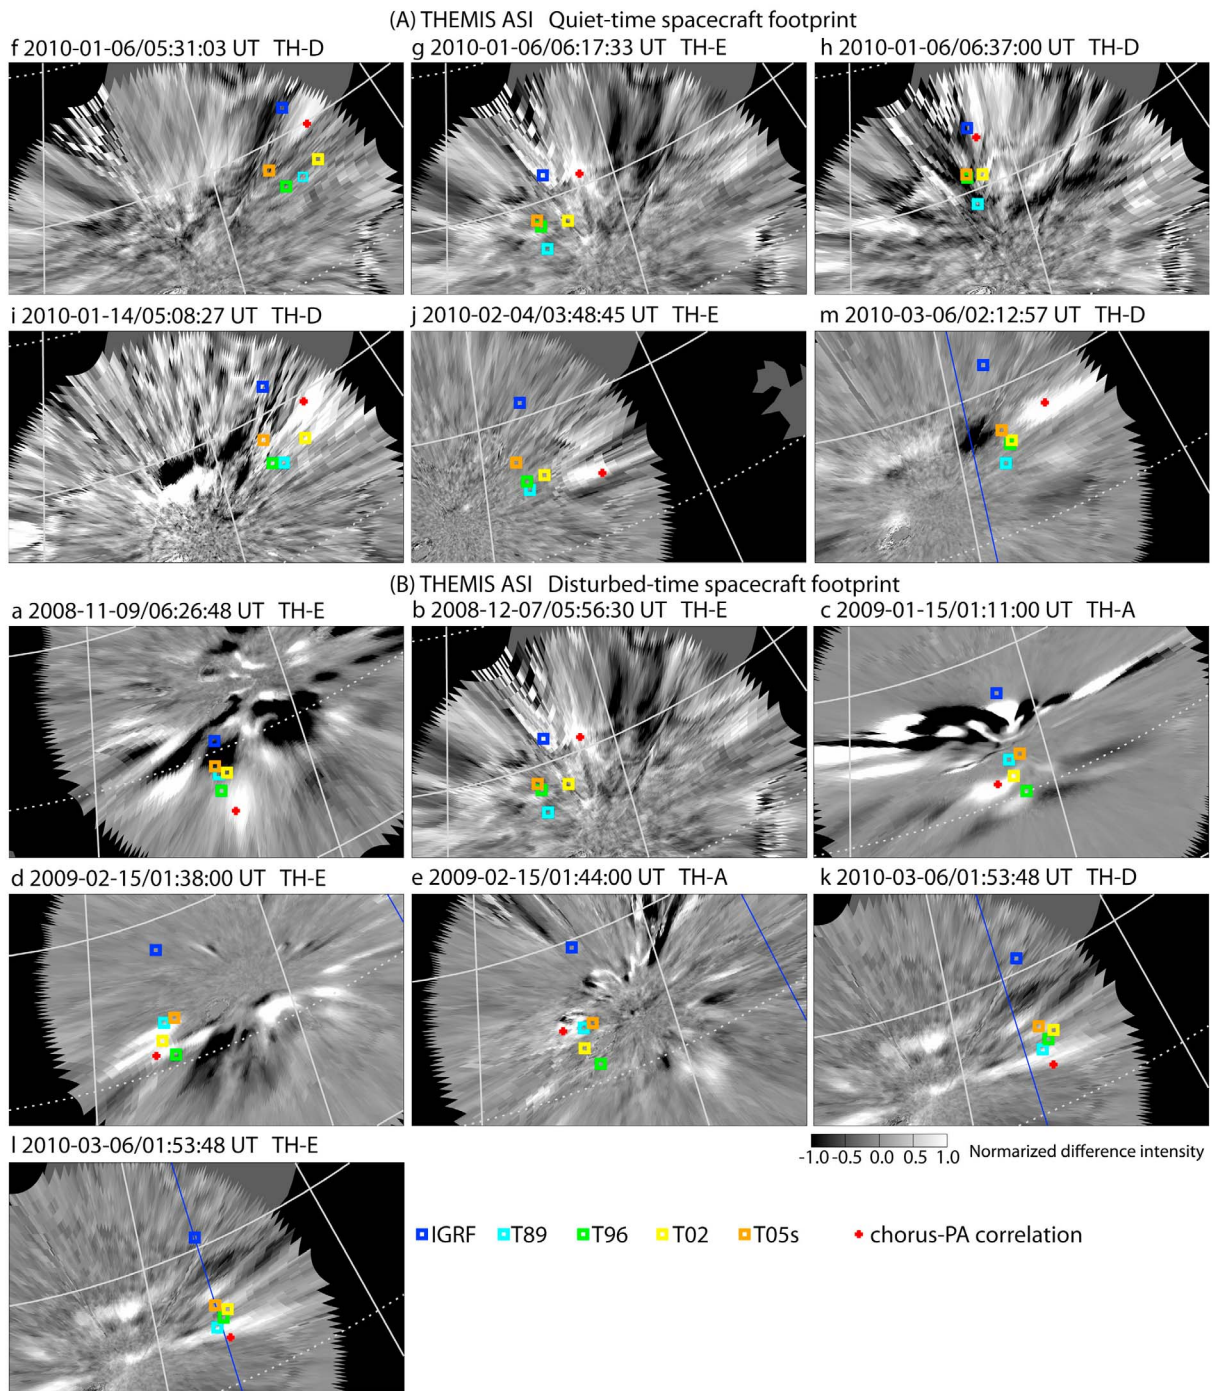 (A) THEMIS ASI Quiet-time spacecraft footprint
f 2010-01-06/05:31:03 UT TH-D
g 2010-01-06/06:17:33 UT TH-E
h 2010-01-06/06:37:00 UT TH-D
i 2010-01-14/05:08:27 UT TH-D
j 2010-02-04/03:48:45 UT TH-E
m 2010-03-06/02:12:57 UT TH-D
(B) THEMIS ASI Disturbed-time spacecraft footprint
a 2008-11-09/06:26:48 UT TH-E
b 2008-12-07/05:56:30 UT TH-E
c 2009-01-15/01:11:00 UT TH-A
d 2009-02-15/01:38:00 UT TH-E
e 2009-02-15/01:44:00 UT TH-A
k 2010-03-06/01:53:48 UT TH-D
l 2010-03-06/01:53:48 UT TH-E
-1.0 -0.5 0.0 0.5 1.0 Normarized difference intensity
IGRF T89 T96 T02 T05s chorus-PA correlation